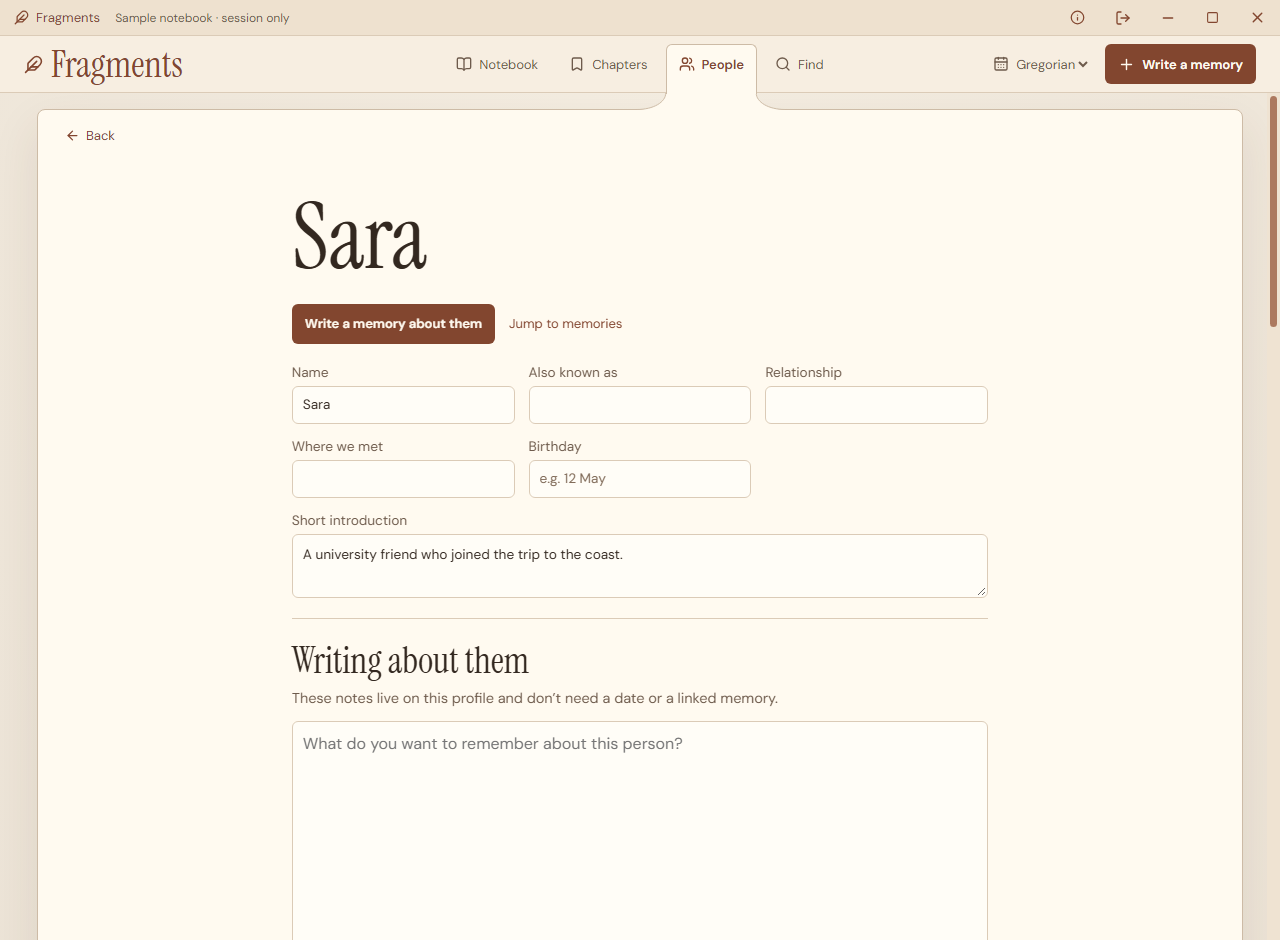 Fragments Sample notebook · session only
Fragments Notebook Chapters People Find Gregorian Write a memory
Back
Sara
Write a memory about them Jump to memories
Name Also known as Relationship
Sara
Where we met Birthday
e.g. 12 May
Short introduction
A university friend who joined the trip to the coast.
Writing about them
These notes live on this profile and don’t need a date or a linked memory.
What do you want to remember about this person?